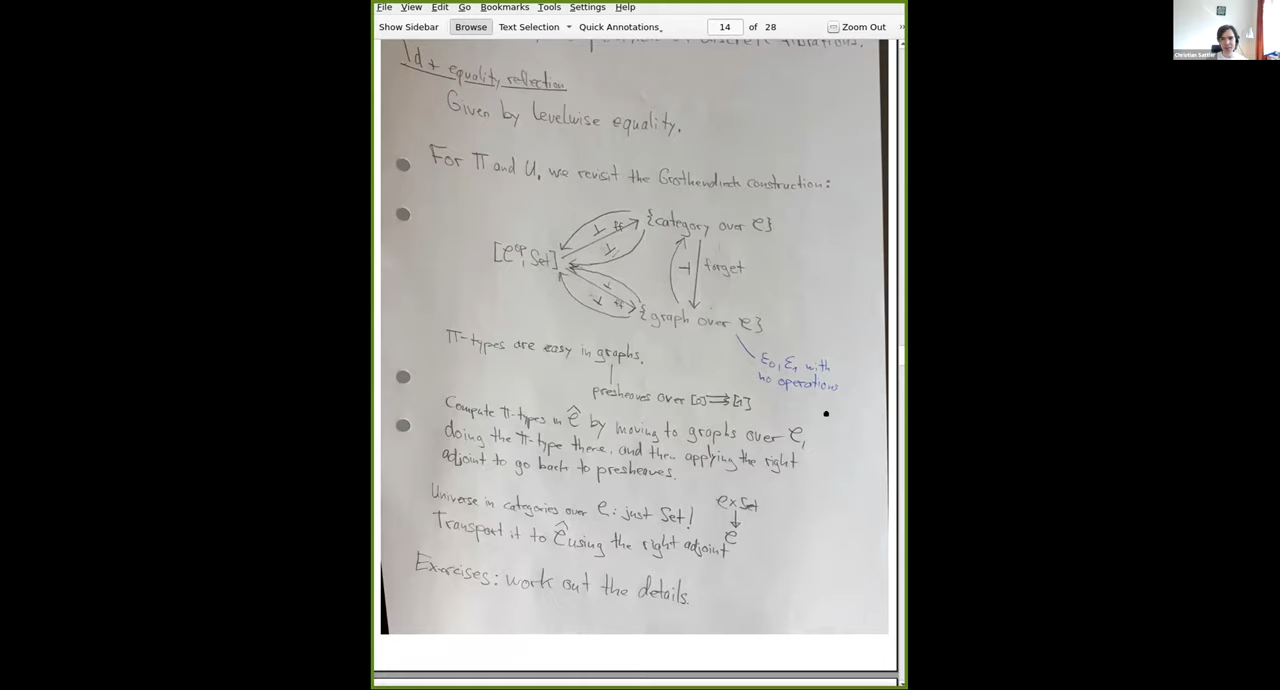 File View Edit Go Bookmarks Tools Settings Help
Show Sidebar Browse Text Selection Quick Annotations 14 of 28 Zoom Out »
Christian Sattler
Id + equality reflection
Given by levelwise equality.
For Π and U, we revisit the Grothendieck construction:
{category over C}
⊥ ff
⊥
[C^op, Set]
⊣ forget
⊥
⊥ ff
{graph over C}
Π-types are easy in graphs.
E₀, E₁ with
no operations
presheaves over [0]⇉[1]
Compute Π-types in Ĉ by moving to graphs over C,
doing the Π-type there, and then applying the right
adjoint to go back to presheaves.
Universe in categories over C: just Set!
C×Set
↓
C
Transport it to Ĉ using the right adjoint
Exercises: work out the details.